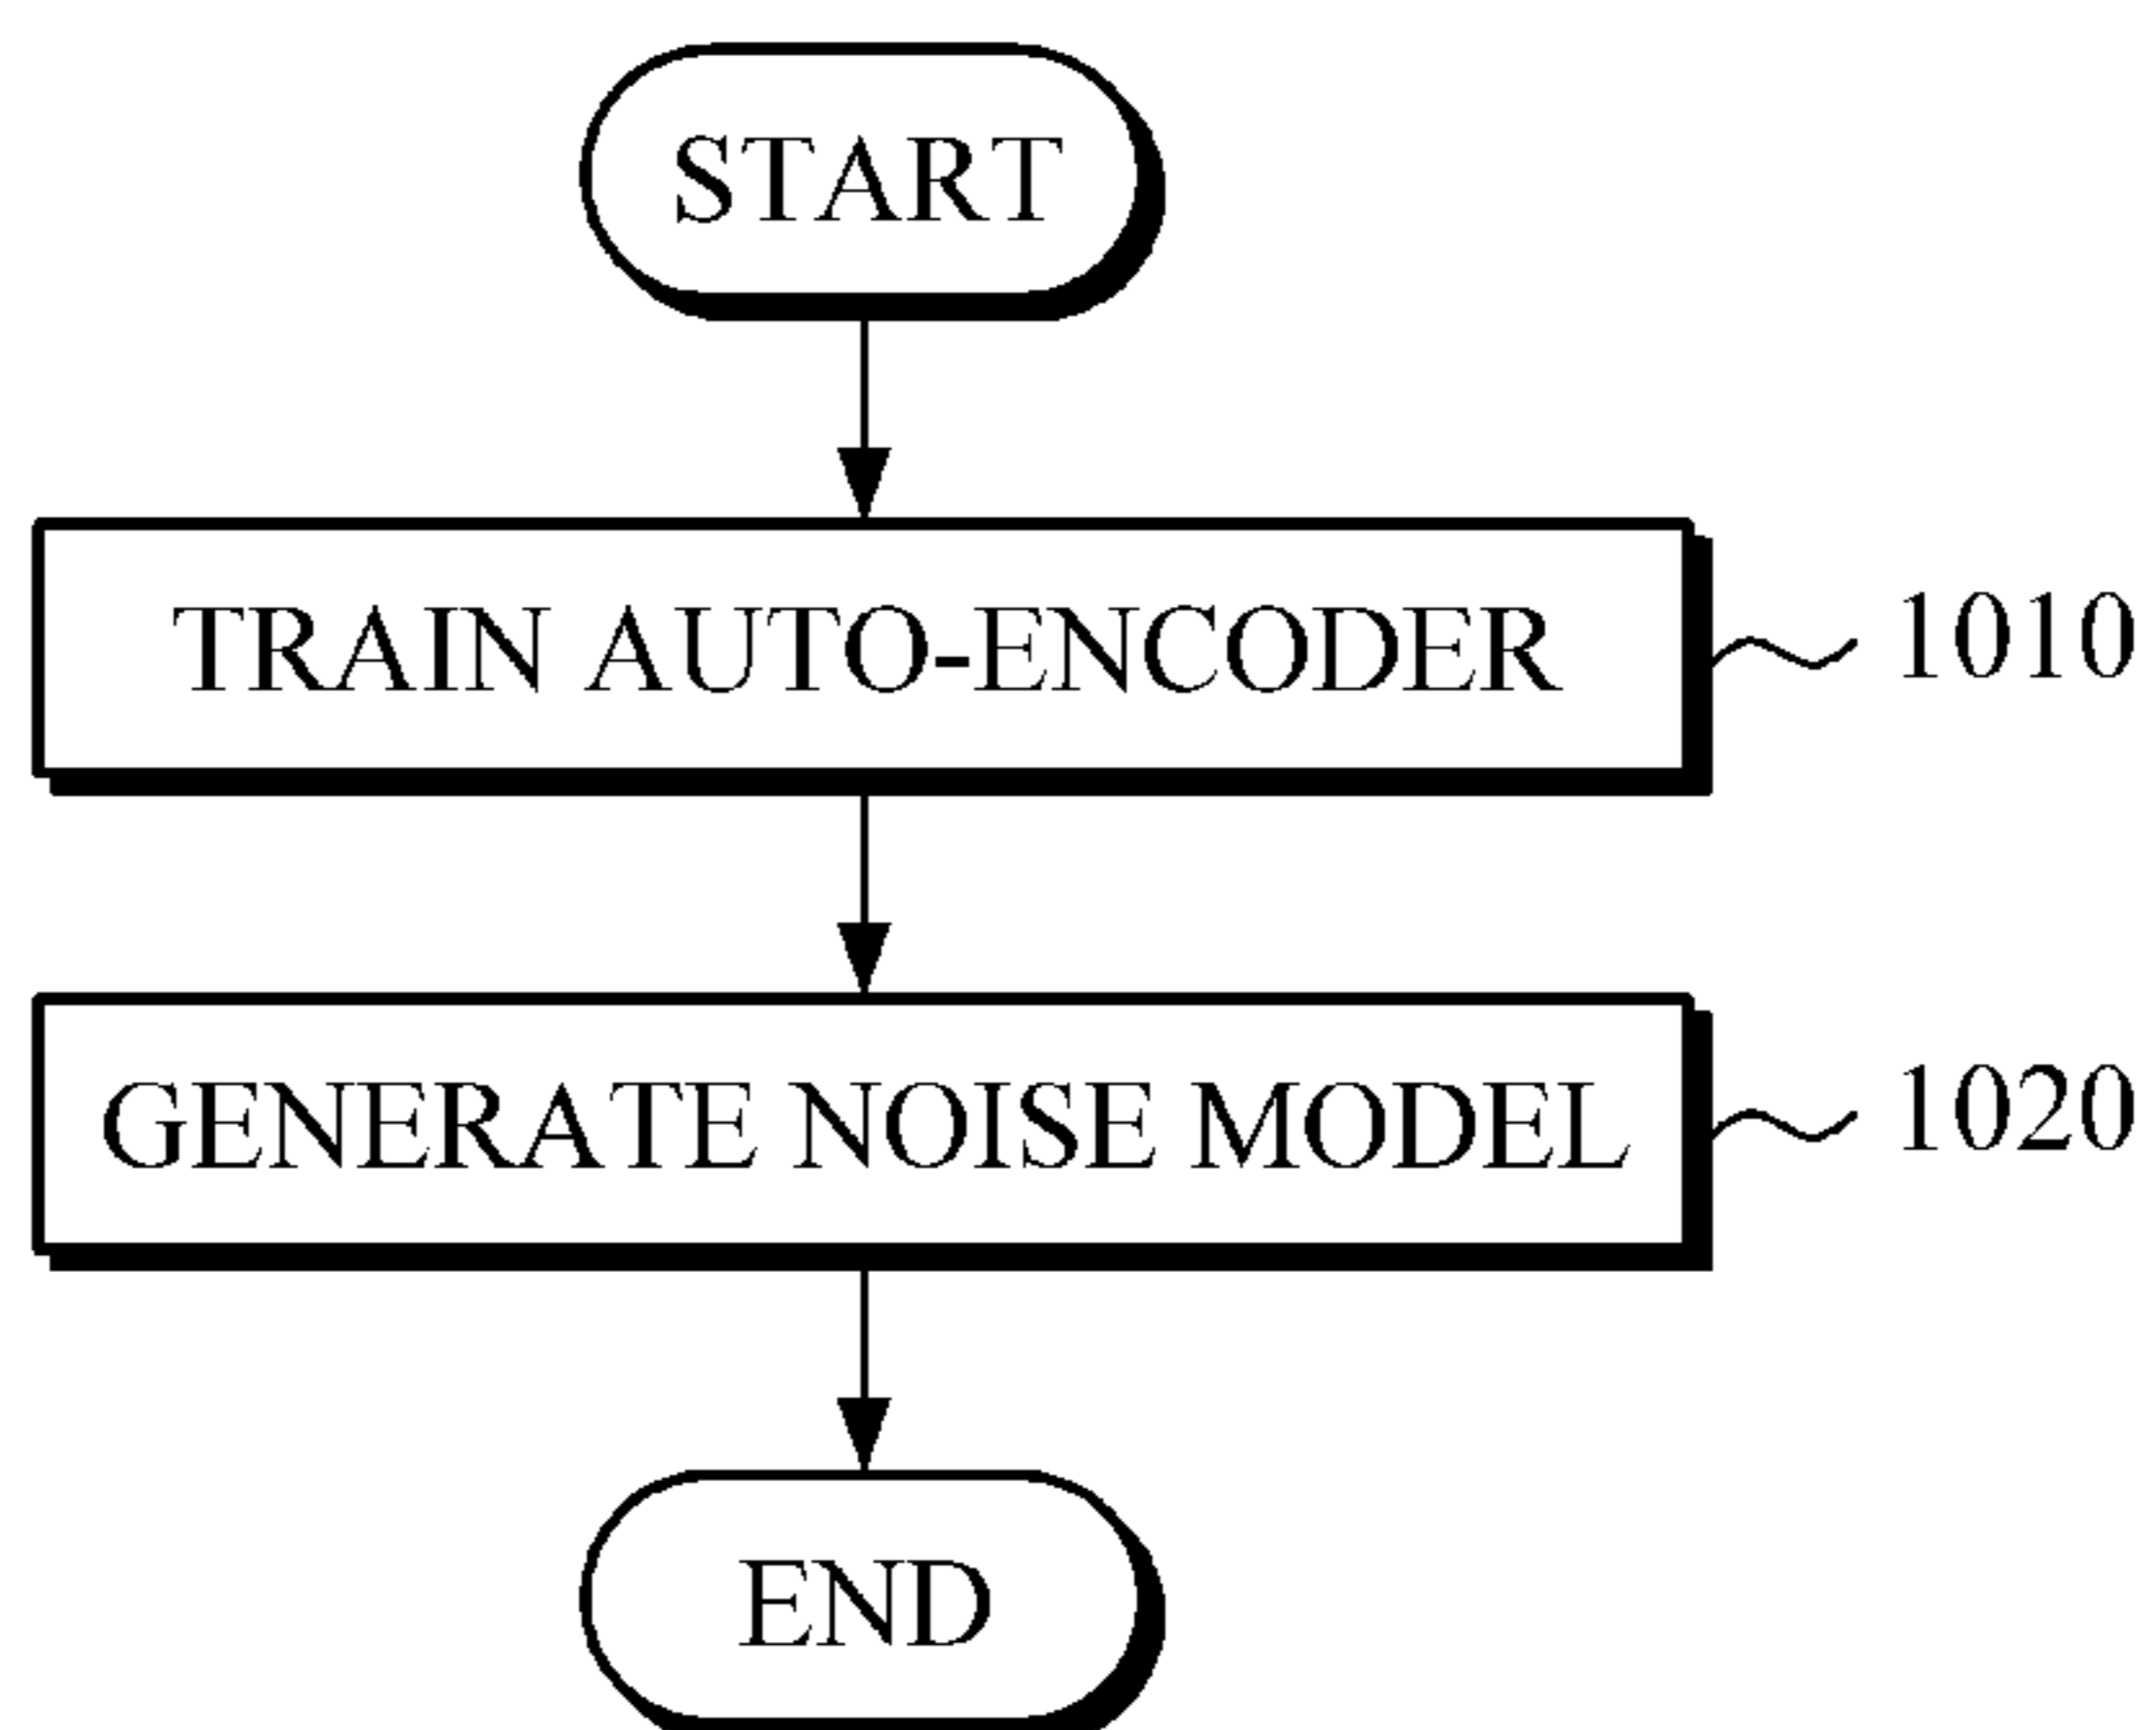 START
TRAIN AUTO-ENCODER
1010
GENERATE NOISE MODEL
1020
END